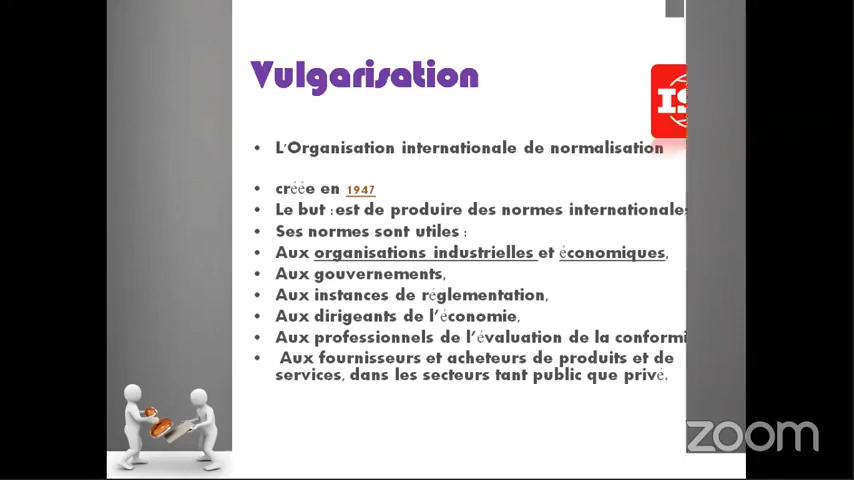 Vulgarisation
L'Organisation internationale de normalisation
créée en 1947
Le but : est de produire des normes internationales
Ses normes sont utiles :
Aux organisations industrielles et économiques,
Aux gouvernements,
Aux instances de réglementation,
Aux dirigeants de l'économie,
Aux professionnels de l'évaluation de la
Aux fournisseurs et acheteurs de produits et de
services, dans les secteurs tant public que privé.
zoom